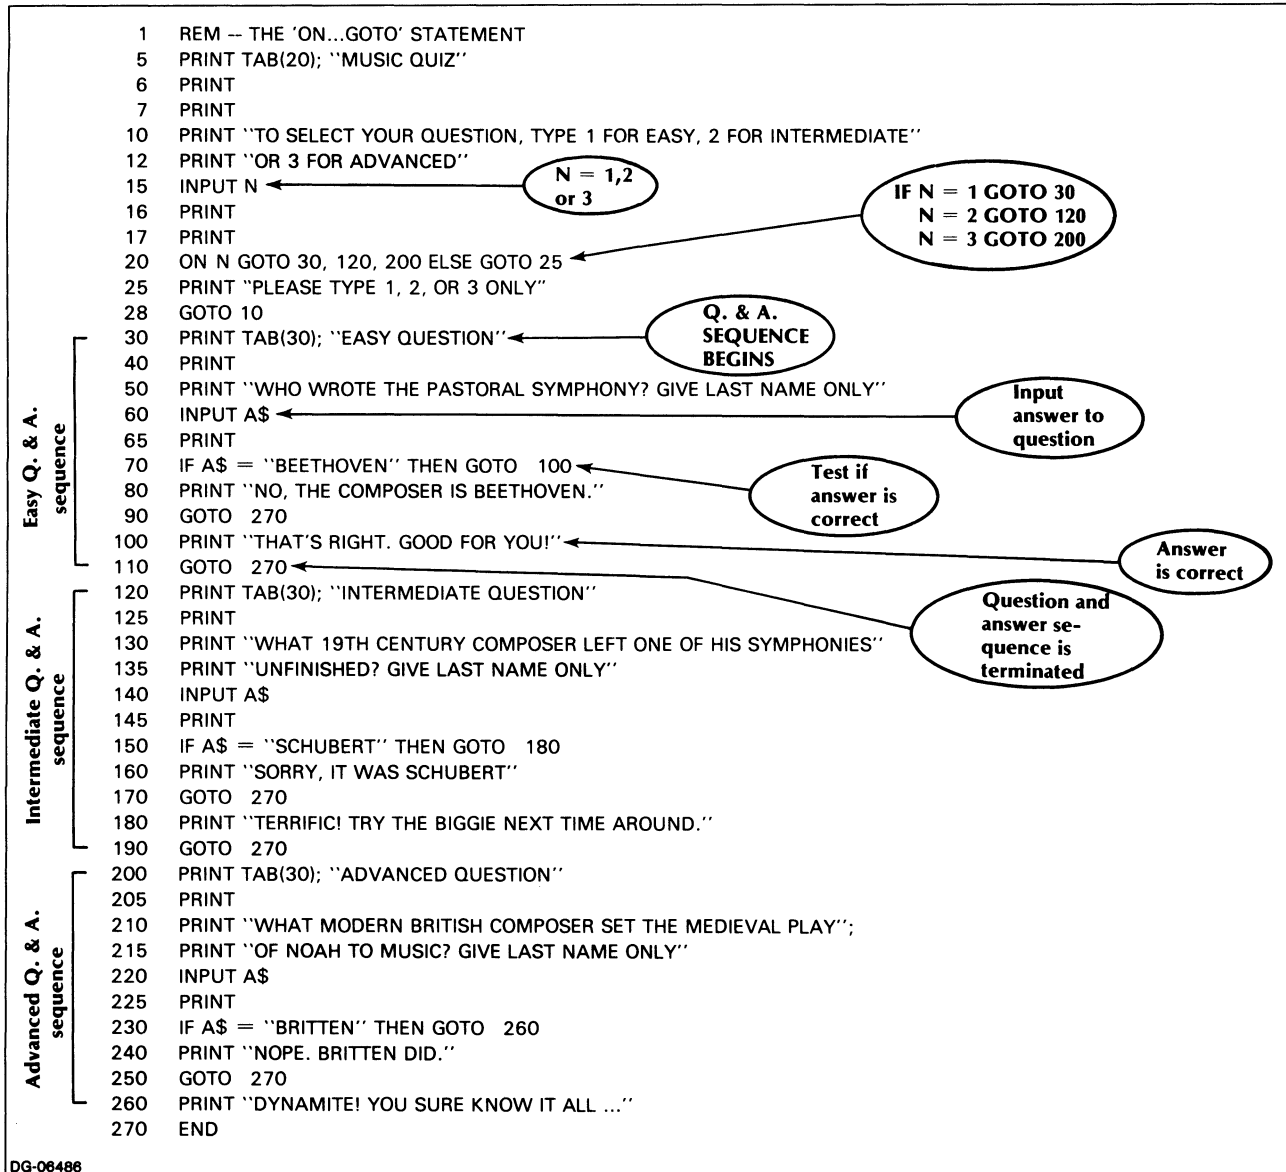 1 REM -- THE 'ON...GOTO' STATEMENT
5 PRINT TAB(20); ``MUSIC QUIZ''
6 PRINT
7 PRINT
10 PRINT ``TO SELECT YOUR QUESTION, TYPE 1 FOR EASY, 2 FOR INTERMEDIATE''
12 PRINT ``OR 3 FOR ADVANCED''
15 INPUT N
N = 1,2
or 3
16 PRINT
17 PRINT
IF N = 1 GOTO 30
N = 2 GOTO 120
N = 3 GOTO 200
20 ON N GOTO 30, 120, 200 ELSE GOTO 25
25 PRINT ``PLEASE TYPE 1, 2, OR 3 ONLY''
28 GOTO 10
Easy Q. & A.
sequence
30 PRINT TAB(30); ``EASY QUESTION''
Q. & A.
SEQUENCE
BEGINS
40 PRINT
50 PRINT ``WHO WROTE THE PASTORAL SYMPHONY? GIVE LAST NAME ONLY''
60 INPUT A$
Input
answer to
question
65 PRINT
70 IF A$ = ``BEETHOVEN'' THEN GOTO 100
Test if
answer is
correct
80 PRINT ``NO, THE COMPOSER IS BEETHOVEN.''
90 GOTO 270
100 PRINT ``THAT'S RIGHT. GOOD FOR YOU!''
Answer
is correct
110 GOTO 270
Question and
answer se-
quence is
terminated
Intermediate Q. & A.
sequence
120 PRINT TAB(30); ``INTERMEDIATE QUESTION''
125 PRINT
130 PRINT ``WHAT 19TH CENTURY COMPOSER LEFT ONE OF HIS SYMPHONIES''
135 PRINT ``UNFINISHED? GIVE LAST NAME ONLY''
140 INPUT A$
145 PRINT
150 IF A$ = ``SCHUBERT'' THEN GOTO 180
160 PRINT ``SORRY, IT WAS SCHUBERT''
170 GOTO 270
180 PRINT ``TERRIFIC! TRY THE BIGGIE NEXT TIME AROUND.''
190 GOTO 270
Advanced Q. & A.
sequence
200 PRINT TAB(30); ``ADVANCED QUESTION''
205 PRINT
210 PRINT ``WHAT MODERN BRITISH COMPOSER SET THE MEDIEVAL PLAY'';
215 PRINT ``OF NOAH TO MUSIC? GIVE LAST NAME ONLY''
220 INPUT A$
225 PRINT
230 IF A$ = ``BRITTEN'' THEN GOTO 260
240 PRINT ``NOPE. BRITTEN DID.''
250 GOTO 270
260 PRINT ``DYNAMITE! YOU SURE KNOW IT ALL ...''
270 END
DG-06486